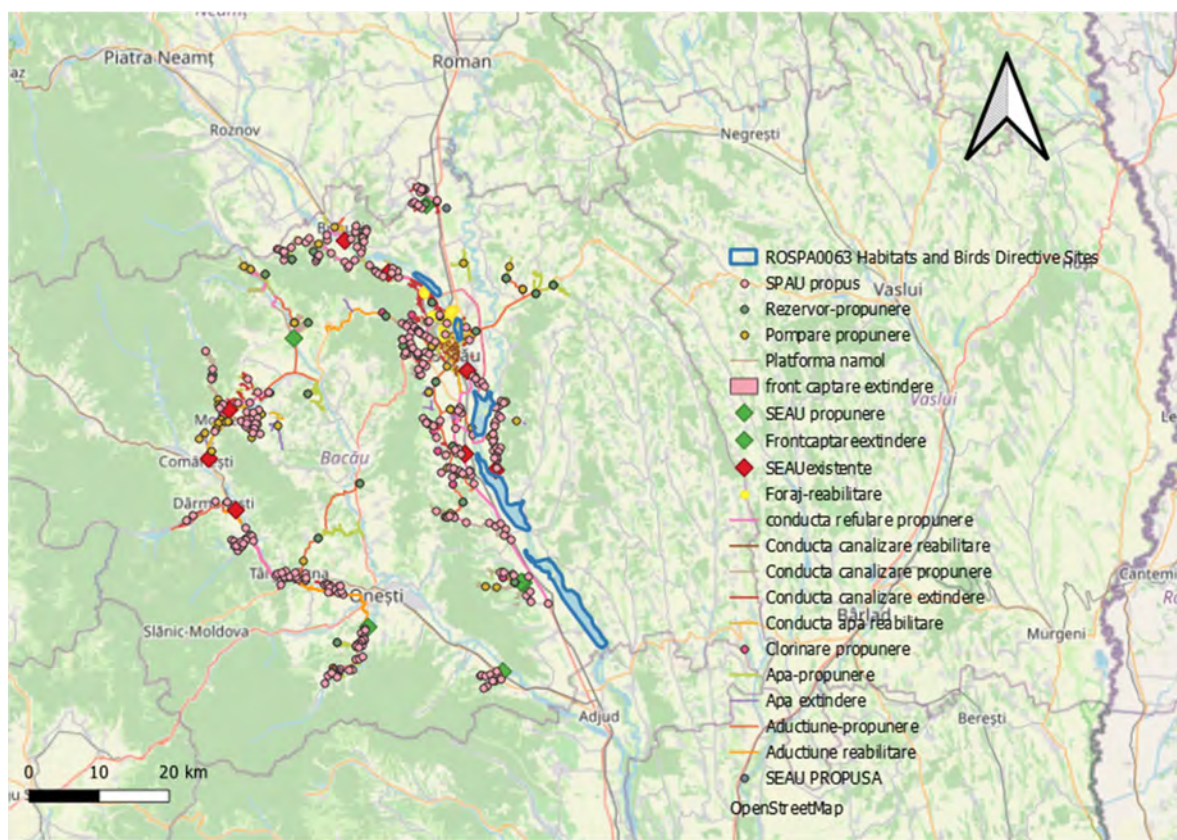 Neamț
Piatra Neamț
Roman
Roznov
Negrești
Vaslui
Vaslui
Comănești
Bacău
Târgu Ocna
Onești
Slănic-Moldova
Adjud
Bârlad
Murgeni
Berești
ROSPA0063 Habitats and Birds Directive Sites
SPAU propus
Rezervor-propunere
Pompare propunere
Platforma namol
front captare extindere
SEAU propunere
Frontcaptareextindere
SEAUexistente
Foraj-reabilitare
conducta refulare propunere
Conducta canalizare reabilitare
Conducta canalizare propunere
Conducta canalizare extindere
Conducta apa reabilitare
Clorinare propunere
Apa-propunere
Apa extindere
Aductiune-propunere
Aductiune reabilitare
SEAU PROPUSA
OpenStreetMap
0 10 20 km